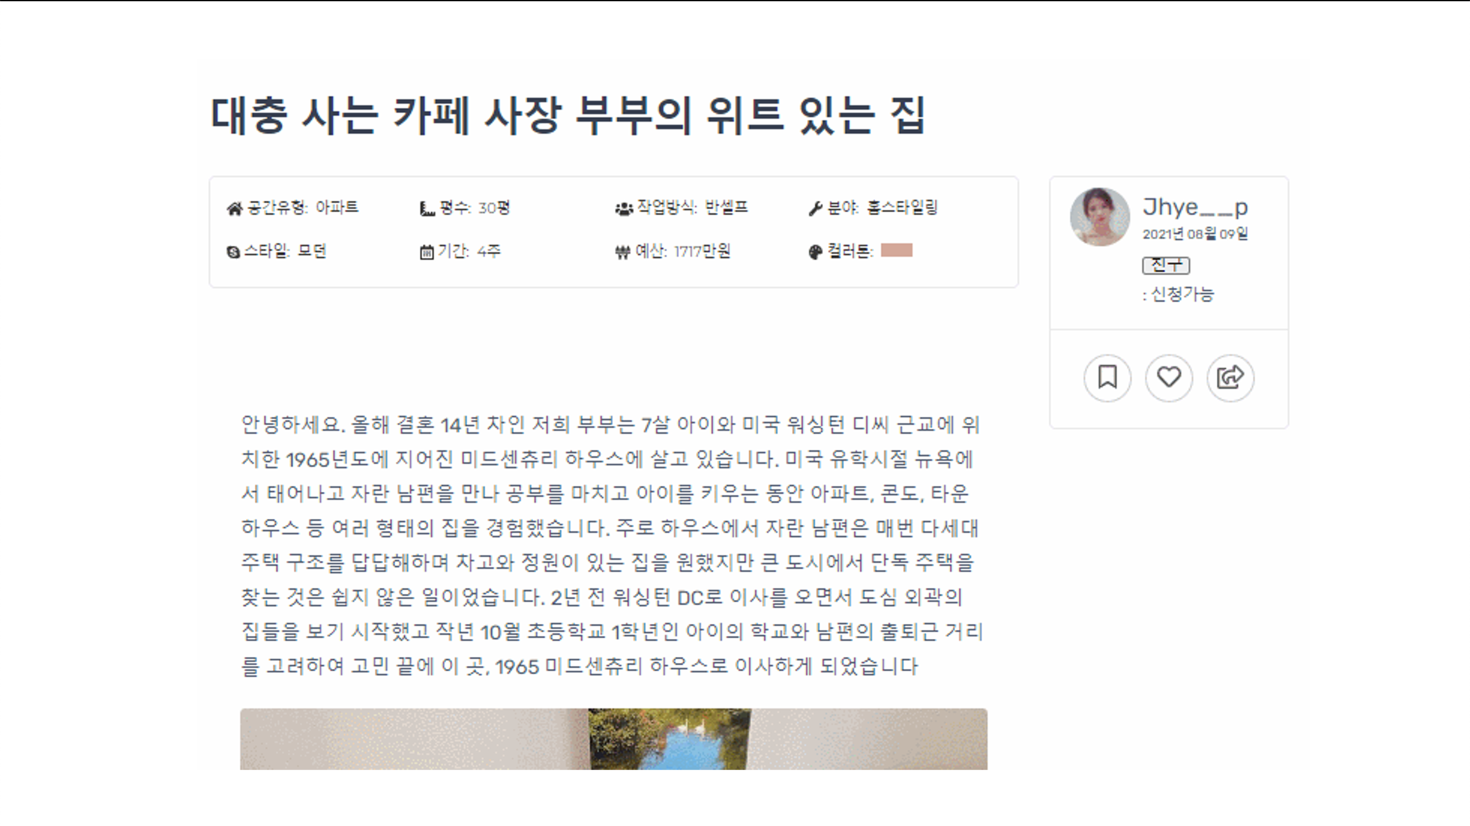 대충 사는 카페 사장 부부의 위트 있는 집
공간유형: 아파트 평수: 30평 작업방식: 반셀프 분야: 홈스타일링
스타일: 모던 기간: 4주 예산: 1717만원 컬러톤:
Jhye__p
2021년 08월 09일
친구
: 신청가능
안녕하세요. 올해 결혼 14년 차인 저희 부부는 7살 아이와 미국 워싱턴 디씨 근교에 위
치한 1965년도에 지어진 미드센츄리 하우스에 살고 있습니다. 미국 유학시절 뉴욕에
서 태어나고 자란 남편을 만나 공부를 마치고 아이를 키우는 동안 아파트, 콘도, 타운
하우스 등 여러 형태의 집을 경험했습니다. 주로 하우스에서 자란 남편은 매번 다세대
주택 구조를 답답해하며 차고와 정원이 있는 집을 원했지만 큰 도시에서 단독 주택을
찾는 것은 쉽지 않은 일이었습니다. 2년 전 워싱턴 DC로 이사를 오면서 도심 외곽의
집들을 보기 시작했고 작년 10월 초등학교 1학년인 아이의 학교와 남편의 출퇴근 거리
를 고려하여 고민 끝에 이 곳, 1965 미드센츄리 하우스로 이사하게 되었습니다